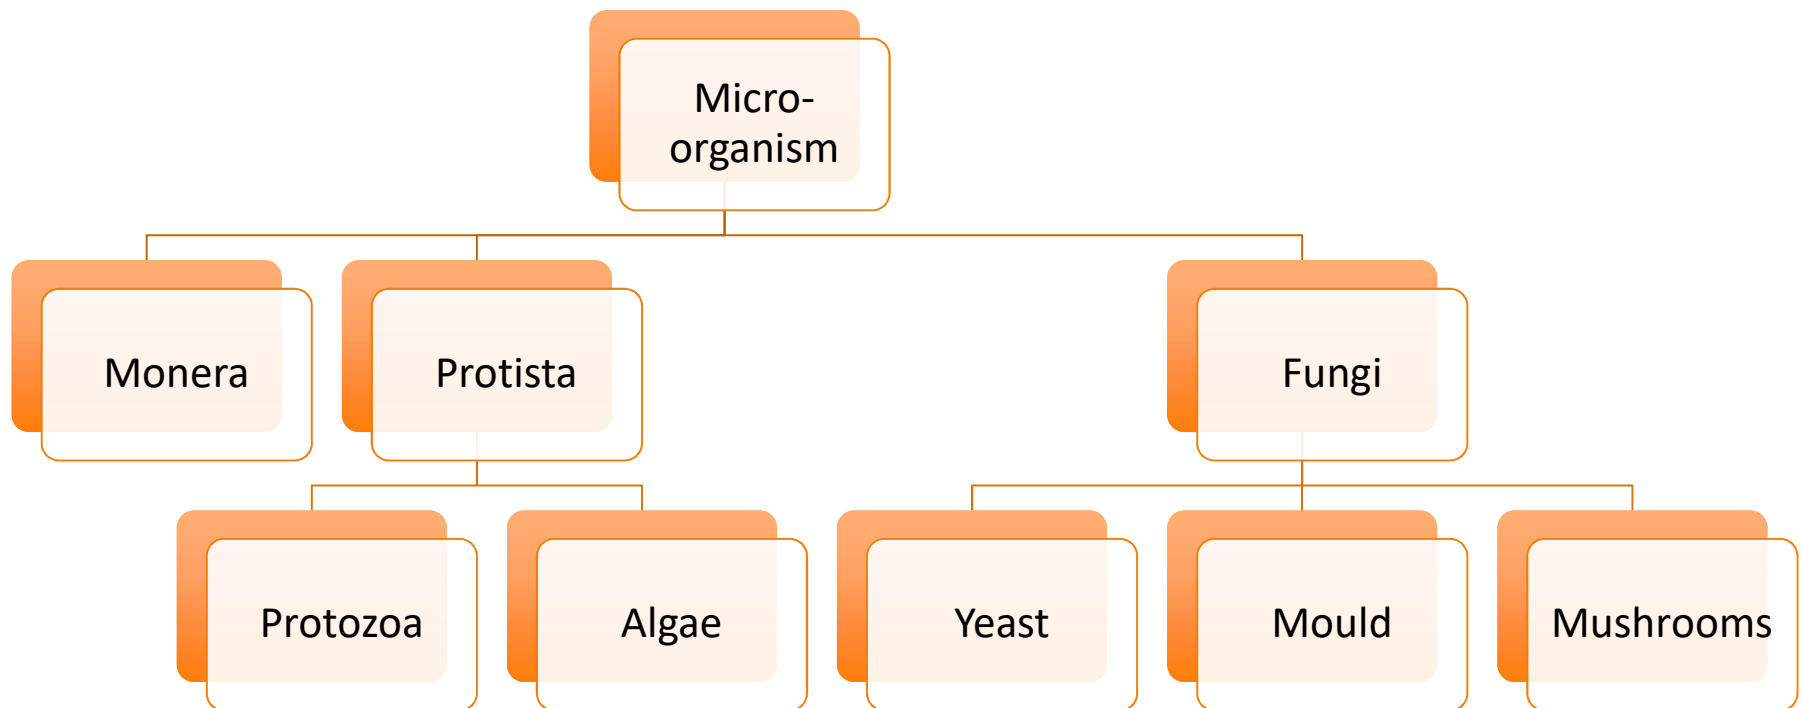 Micro-
organism
Monera
Protista
Fungi
Protozoa
Algae
Yeast
Mould
Mushrooms